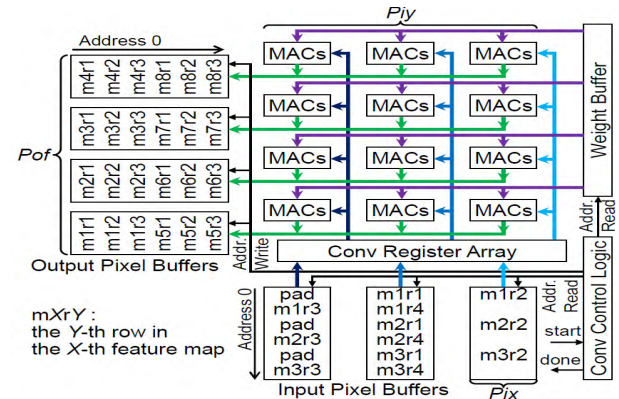 Piy
Address 0
MACs MACs MACs
m4r1 m4r2 m4r3 m8r1 m8r2 m8r3
MACs MACs MACs
m3r1 m3r2 m3r3 m7r1 m7r2 m7r3
Pof
Weight Buffer
MACs MACs MACs
m2r1 m2r2 m2r3 m6r1 m6r2 m6r3
MACs MACs MACs
m1r1 m1r2 m1r3 m5r1 m5r2 m5r3
Addr. Read
Output Pixel Buffers
Addr. Write
Conv Register Array
Conv Control Logic
Addr. Read
Address 0
pad m1r1 m1r2
m1r3 m1r4
pad m2r1 m2r2
m2r3 m2r4
pad m3r1 m3r2
m3r3 m3r4
start
done
mXrY :
the Y-th row in
the X-th feature map
Input Pixel Buffers
Pix